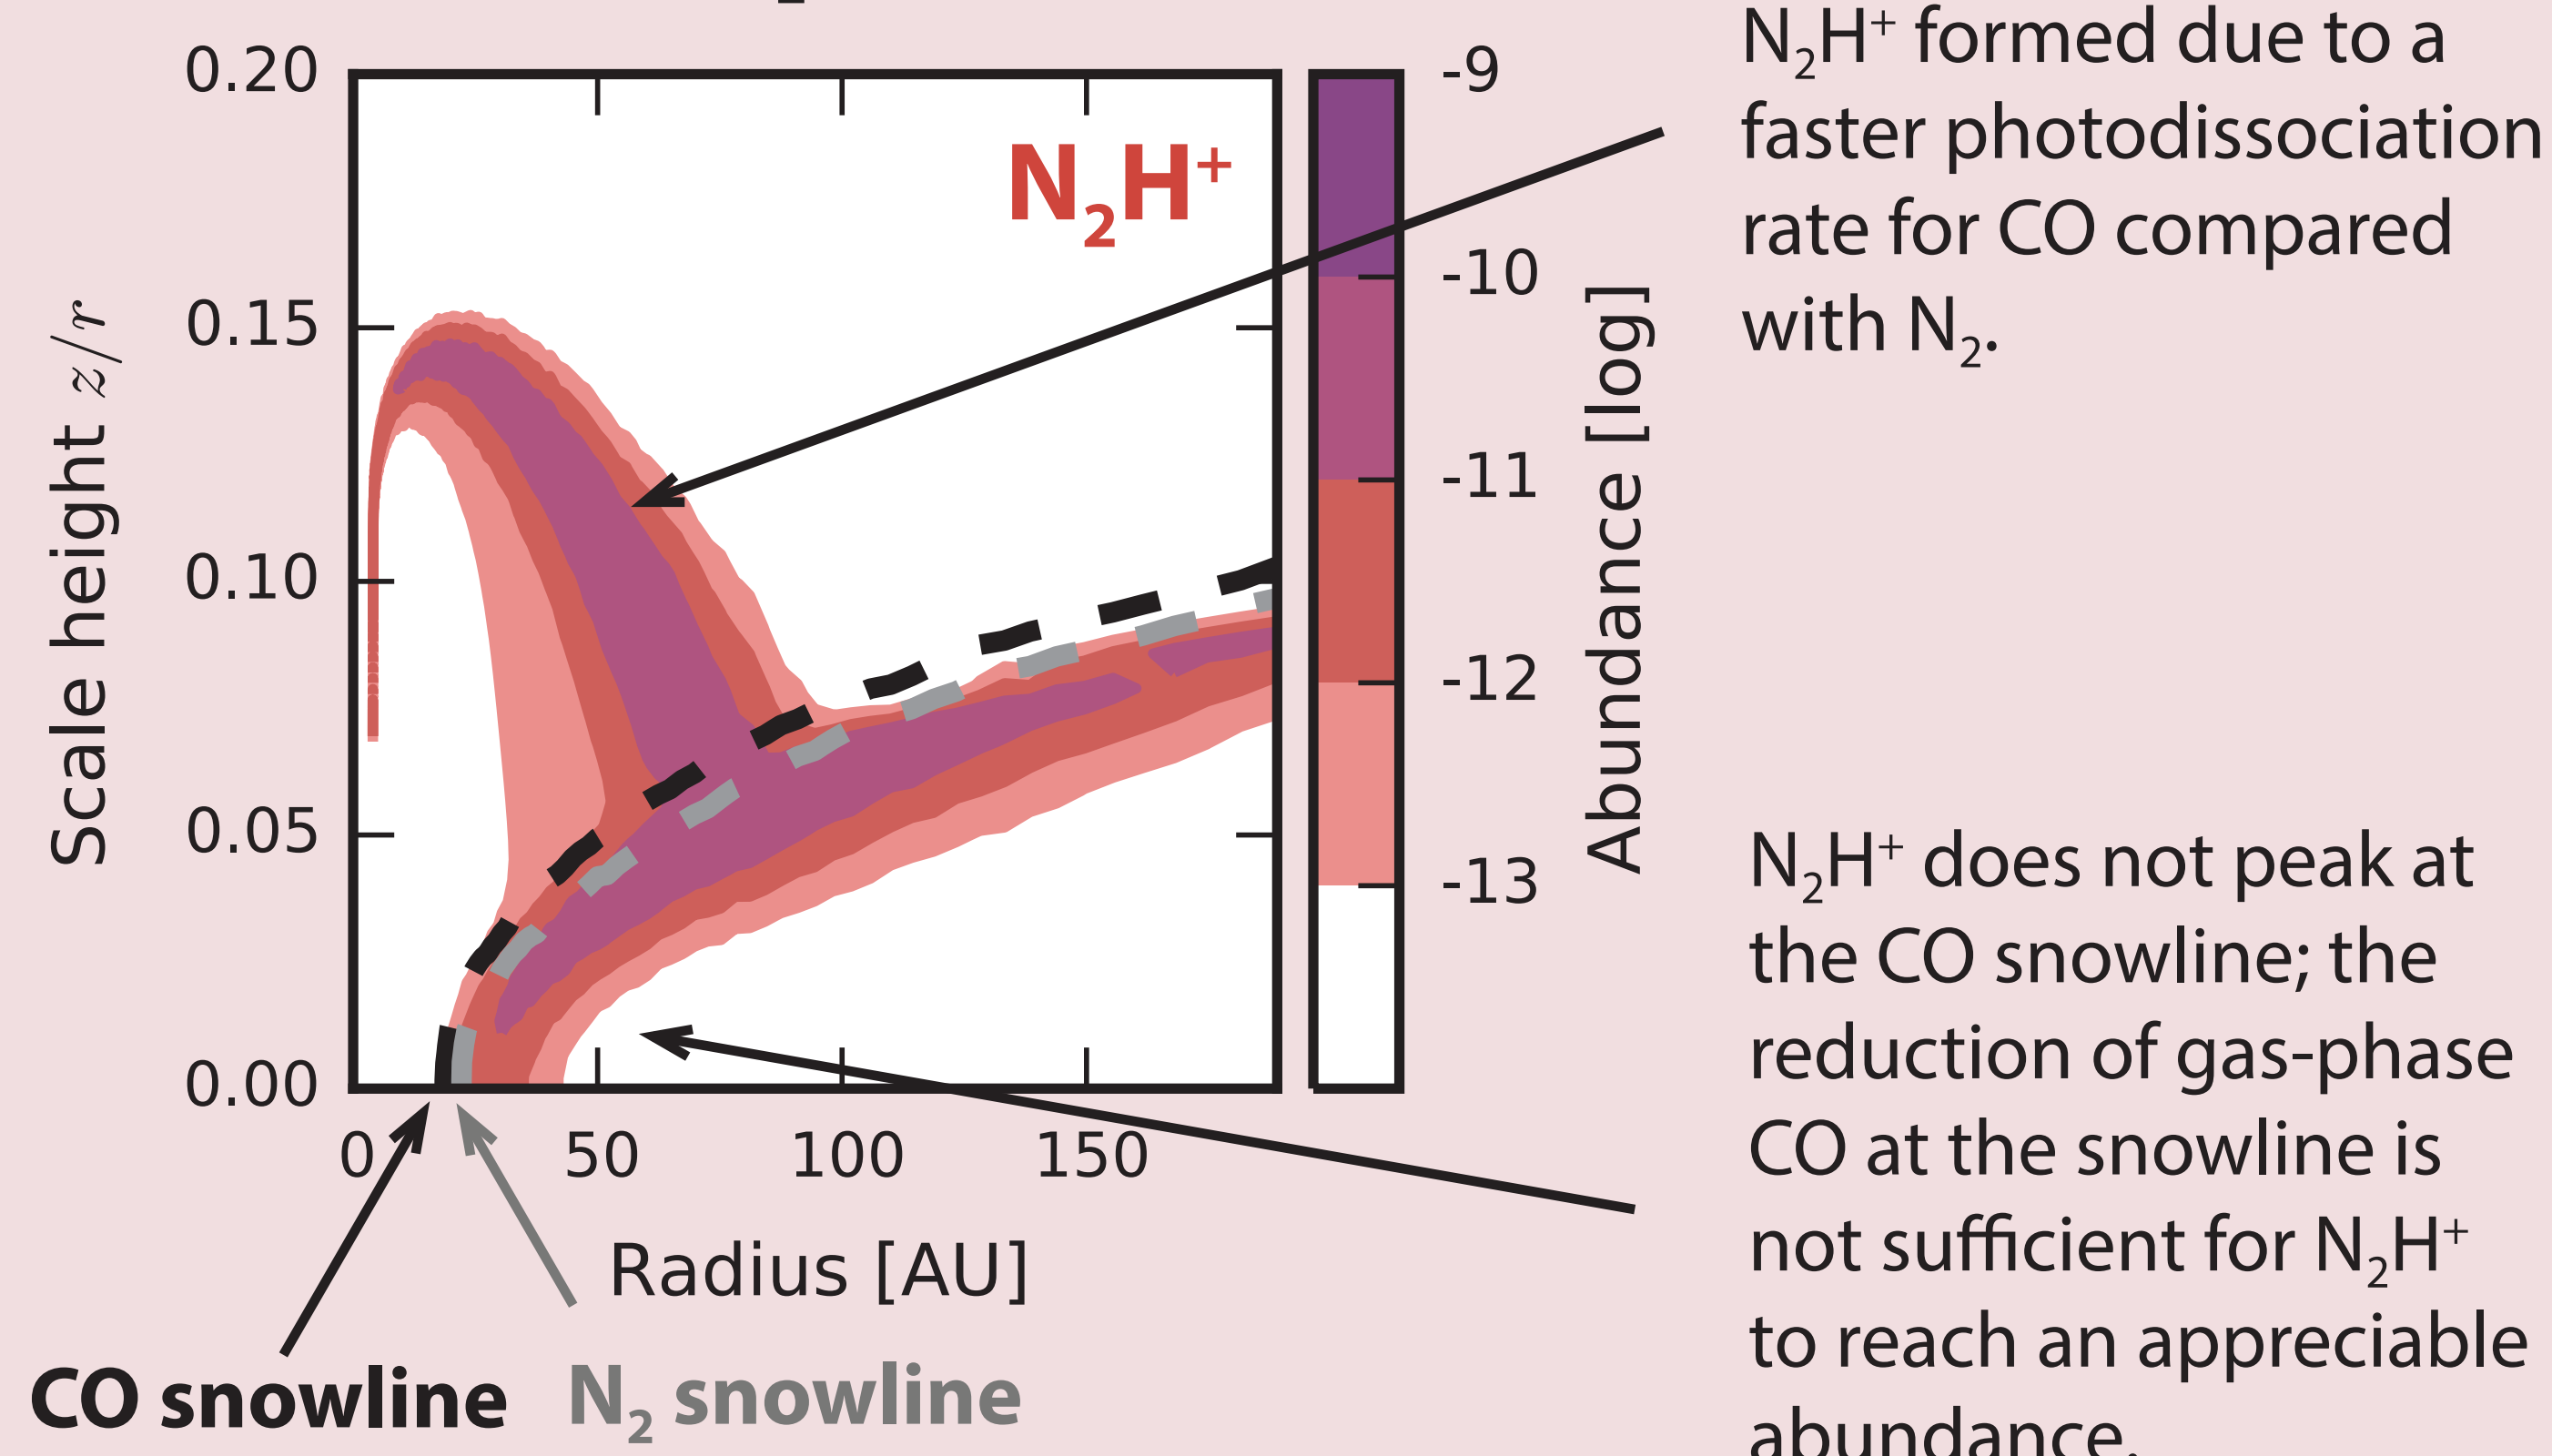 N₂H⁺ formed due to a
faster photodissociation
rate for CO compared
with N₂.
0.20
0.15
0.10
0.05
0.00
Scale height z/r
N₂H⁺
0
50
100
150
Radius [AU]
-9
-10
-11
-12
-13
Abundance [log]
N₂H⁺ does not peak at
the CO snowline; the
reduction of gas-phase
CO at the snowline is
not sufficient for N₂H⁺
to reach an appreciable
abundance.
CO snowline
N₂ snowline